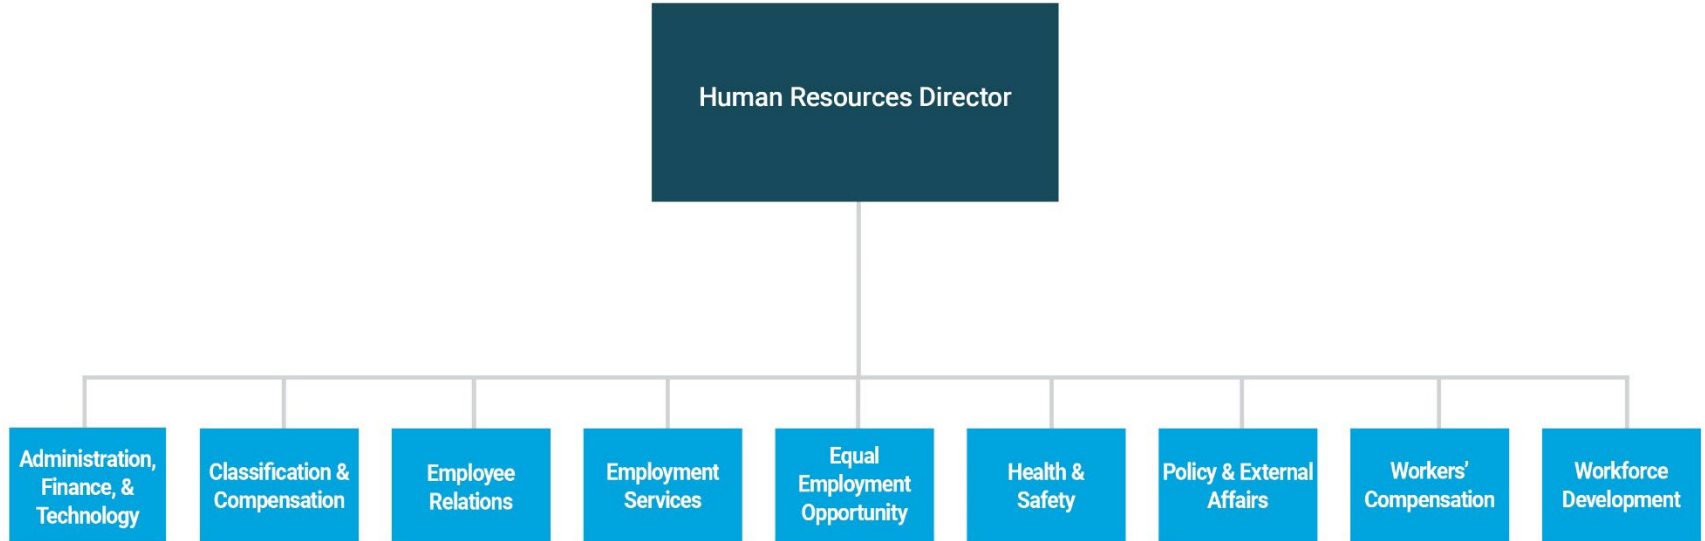 Human Resources Director
Administration,
Finance, &
Technology
Classification &
Compensation
Employee
Relations
Employment
Services
Equal
Employment
Opportunity
Health &
Safety
Policy & External
Affairs
Workers’
Compensation
Workforce
Development